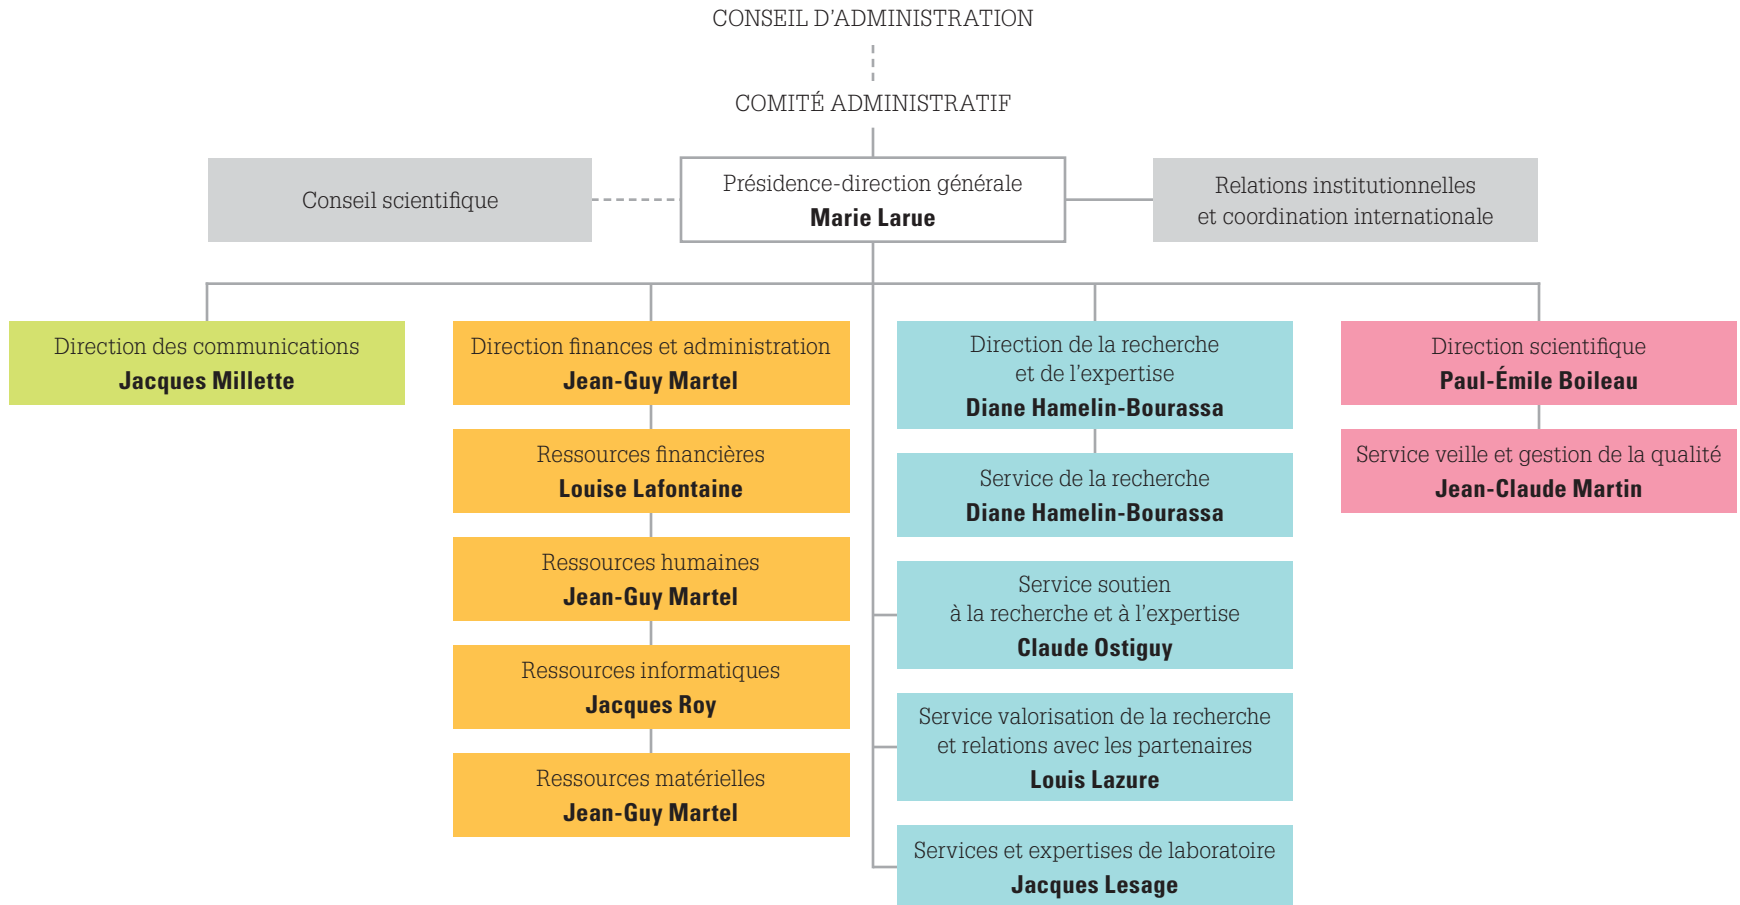 CONSEIL D'ADMINISTRATION
COMITÉ ADMINISTRATIF
Conseil scientifique
Présidence-direction générale
Marie Larue
Relations institutionnelles
et coordination internationale
Direction des communications
Jacques Millette
Direction finances et administration
Jean-Guy Martel
Ressources financières
Louise Lafontaine
Ressources humaines
Jean-Guy Martel
Ressources informatiques
Jacques Roy
Ressources matérielles
Jean-Guy Martel
Direction de la recherche
et de l'expertise
Diane Hamelin-Bourassa
Service de la recherche
Diane Hamelin-Bourassa
Service soutien
à la recherche et à l'expertise
Claude Ostiguy
Service valorisation de la recherche
et relations avec les partenaires
Louis Lazure
Services et expertises de laboratoire
Jacques Lesage
Direction scientifique
Paul-Émile Boileau
Service veille et gestion de la qualité
Jean-Claude Martin